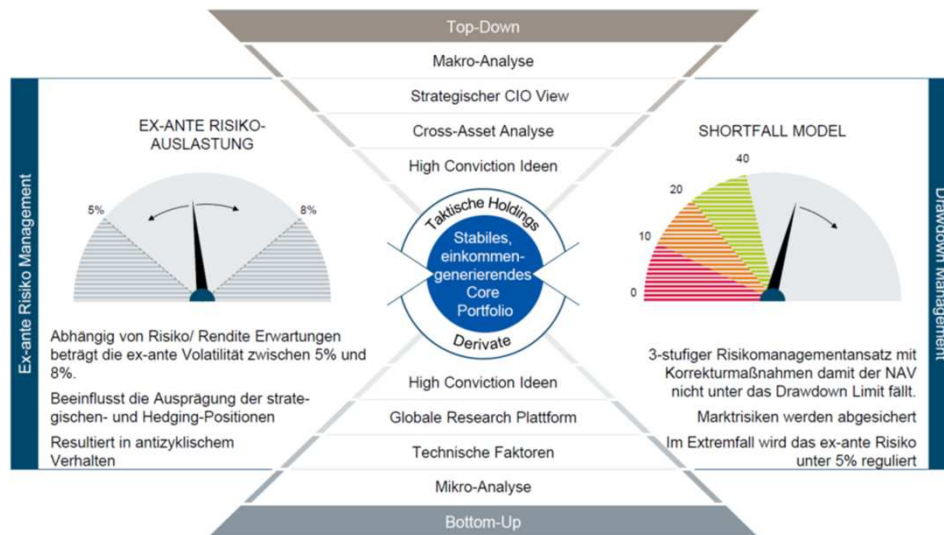 Top-Down
Makro-Analyse
Strategischer CIO View
Cross-Asset Analyse
High Conviction Ideen
Ex-ante Risiko Management
EX-ANTE RISIKO-
AUSLASTUNG
5%
8%
Abhängig von Risiko/ Rendite Erwartungen
beträgt die ex-ante Volatilität zwischen 5% und
8%.
Beeinflusst die Ausprägung der strate-
gischen- und Hedging-Positionen
Resultiert in antizyklischem
Verhalten
Taktische Holdings
Stabiles,
einkommen-
generierendes
Core
Portfolio
Derivate
SHORTFALL MODEL
40
20
10
0
3-stufiger Risikomanagementansatz mit
Korrekturmaßnahmen damit der NAV
nicht unter das Drawdown Limit fällt.
Marktrisiken werden abgesichert
Im Extremfall wird das ex-ante Risiko
unter 5% reguliert
Drawdown Management
High Conviction Ideen
Globale Research Plattform
Technische Faktoren
Mikro-Analyse
Bottom-Up